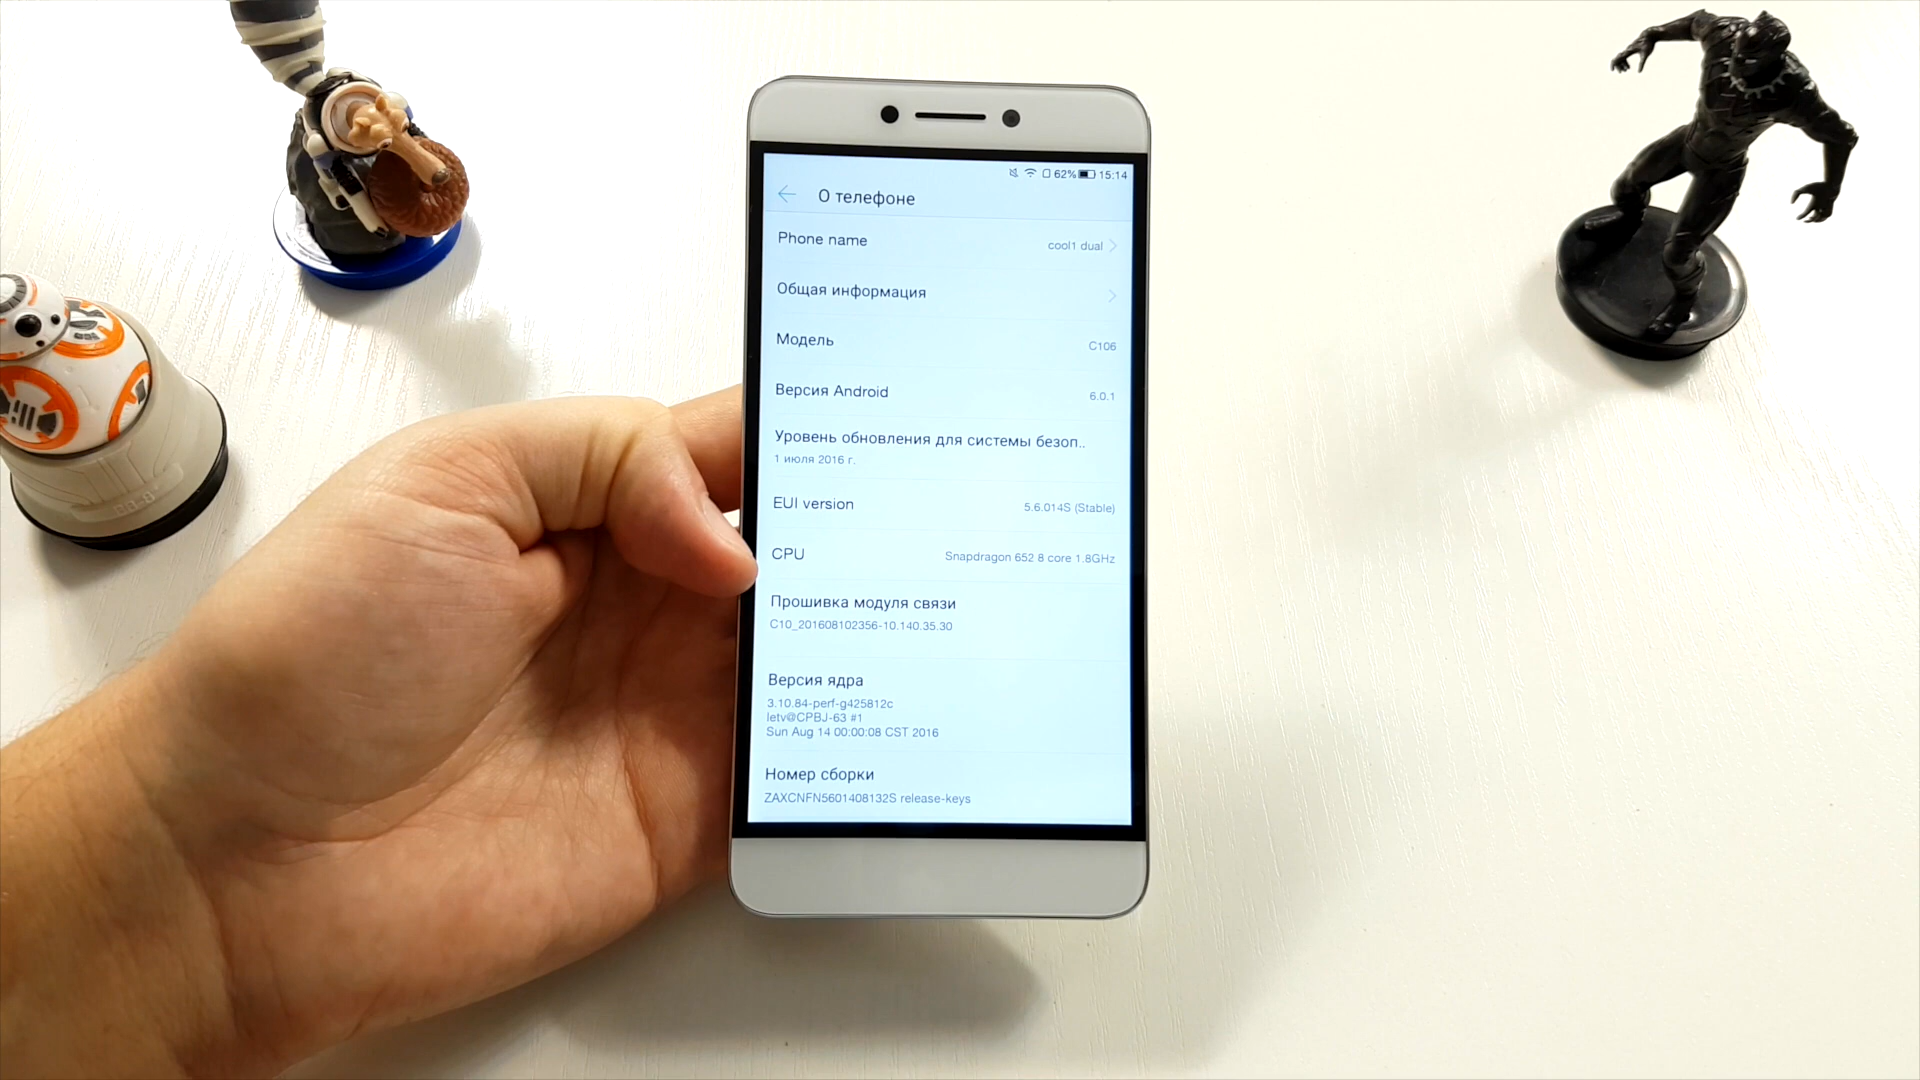 62% 15:14
О телефоне
Phone name cool1 dual
Общая информация
Модель C106
Версия Android 6.0.1
Уровень обновления для системы безоп..
1 июля 2016 г.
EUI version 5.6.014S (Stable)
CPU Snapdragon 652 8 core 1.8GHz
Прошивка модуля связи
C10_201608102356-10.140.35.30
Версия ядра
3.10.84-perf-g425812c
letv@CPBJ-63 #1
Sun Aug 14 00:00:08 CST 2016
Номер сборки
ZAXCNFN5601408132S release-keys
BB-8